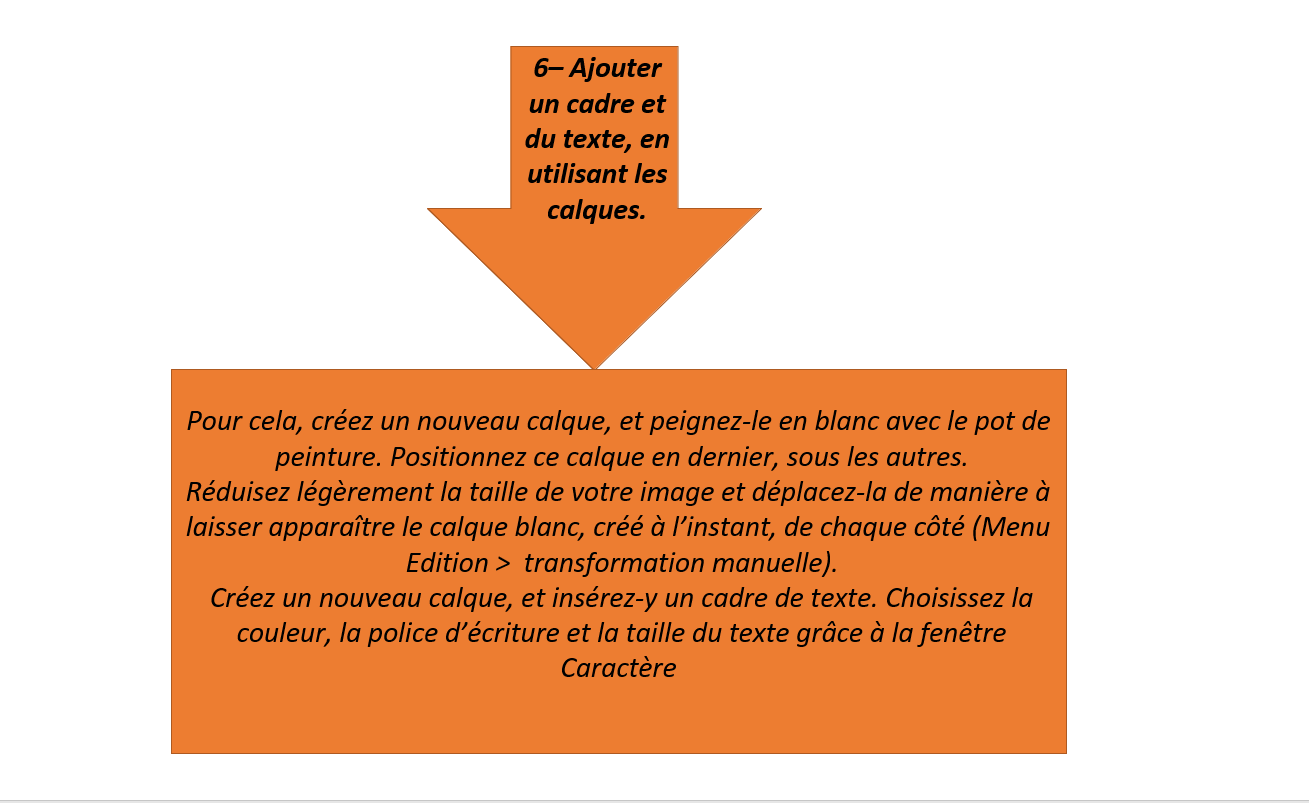 6– Ajouter
un cadre et
du texte, en
utilisant les
calques.
Pour cela, créez un nouveau calque, et peignez-le en blanc avec le pot de
peinture. Positionnez ce calque en dernier, sous les autres.
Réduisez légèrement la taille de votre image et déplacez-la de manière à
laisser apparaître le calque blanc, créé à l’instant, de chaque côté (Menu
Edition >  transformation manuelle).
Créez un nouveau calque, et insérez-y un cadre de texte. Choisissez la
couleur, la police d’écriture et la taille du texte grâce à la fenêtre
Caractère